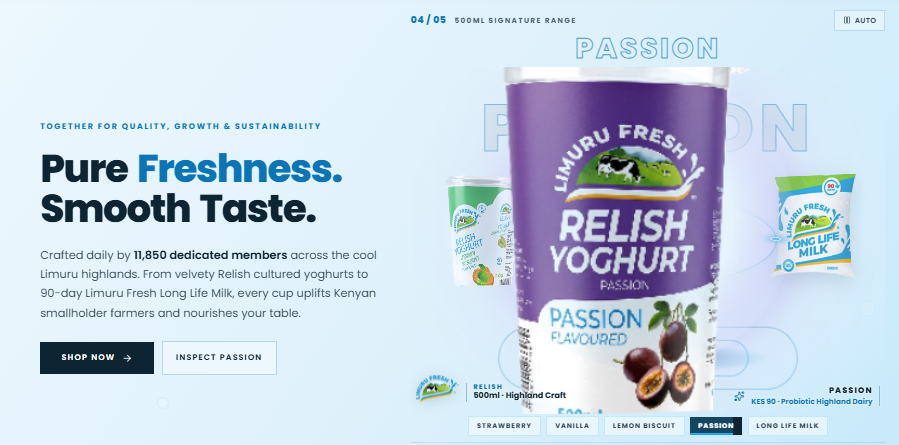 04 / 05 500ML SIGNATURE RANGE
AUTO
PASSION
TOGETHER FOR QUALITY, GROWTH & SUSTAINABILITY
Pure Freshness.
Smooth Taste.
Crafted daily by 11,850 dedicated members across the cool
Limuru highlands. From velvety Relish cultured yoghurts to
90-day Limuru Fresh Long Life Milk, every cup uplifts Kenyan
smallholder farmers and nourishes your table.
SHOP NOW →
INSPECT PASSION
LIMURU FRESH
RELISH
YOGHURT
PASSION
PASSION
FLAVOURED
RELISH
YOGHURT
90
LIMURU FRESH
LONG LIFE
MILK
LIMURU FRESH
RELISH
500ml · Highland Craft
PASSION
KES 90 · Probiotic Highland Dairy
STRAWBERRY
VANILLA
LEMON BISCUIT
PASSION
LONG LIFE MILK